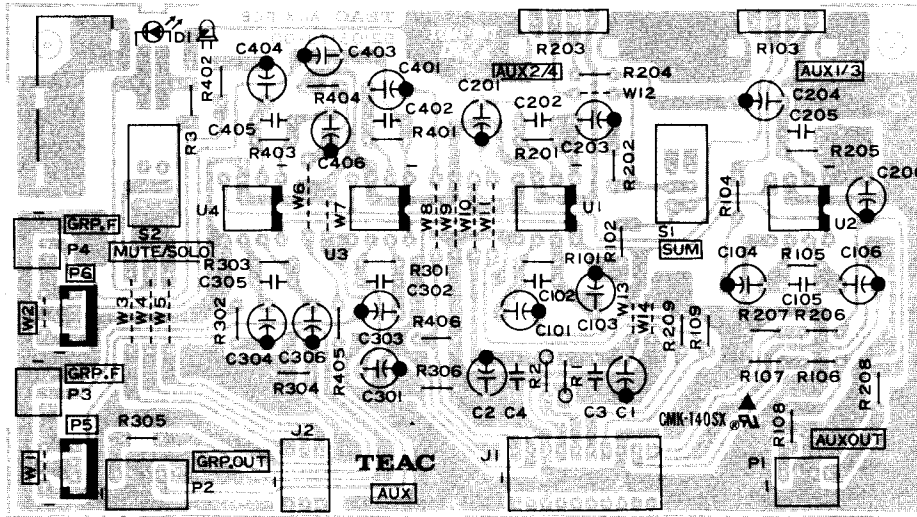 D1
C404
C403
R203
R103
R402
C401
C201
AUX2/4
R204
AUX1/3
R404
C402
C202
W12
C204
C205
C405
R3
R403
C406
R401
R201
C203
R202
R205
W6
C206
U4
W7
W8
W9
W10
W11
U1
R104
U2
GRP.F
S2
S1
P4
MUTE/SOLO
U3
R102
SUM
P6
R303
R301
R101
C104
R105
C106
C305
C302
C102
W13
C105
W2
W3
W4
W5
R302
C303
R406
C101
C103
W14
R209
R109
R207
R206
C304
C306
R405
GRP.F
C301
R306
R2
R1
R107
R106
R208
P3
R304
C2
C4
C3
C1
CMK-140SX
P5
R305
J2
R108
AUXOUT
W1
GRP.OUT
P2
TEAC
AUX
J1
P1